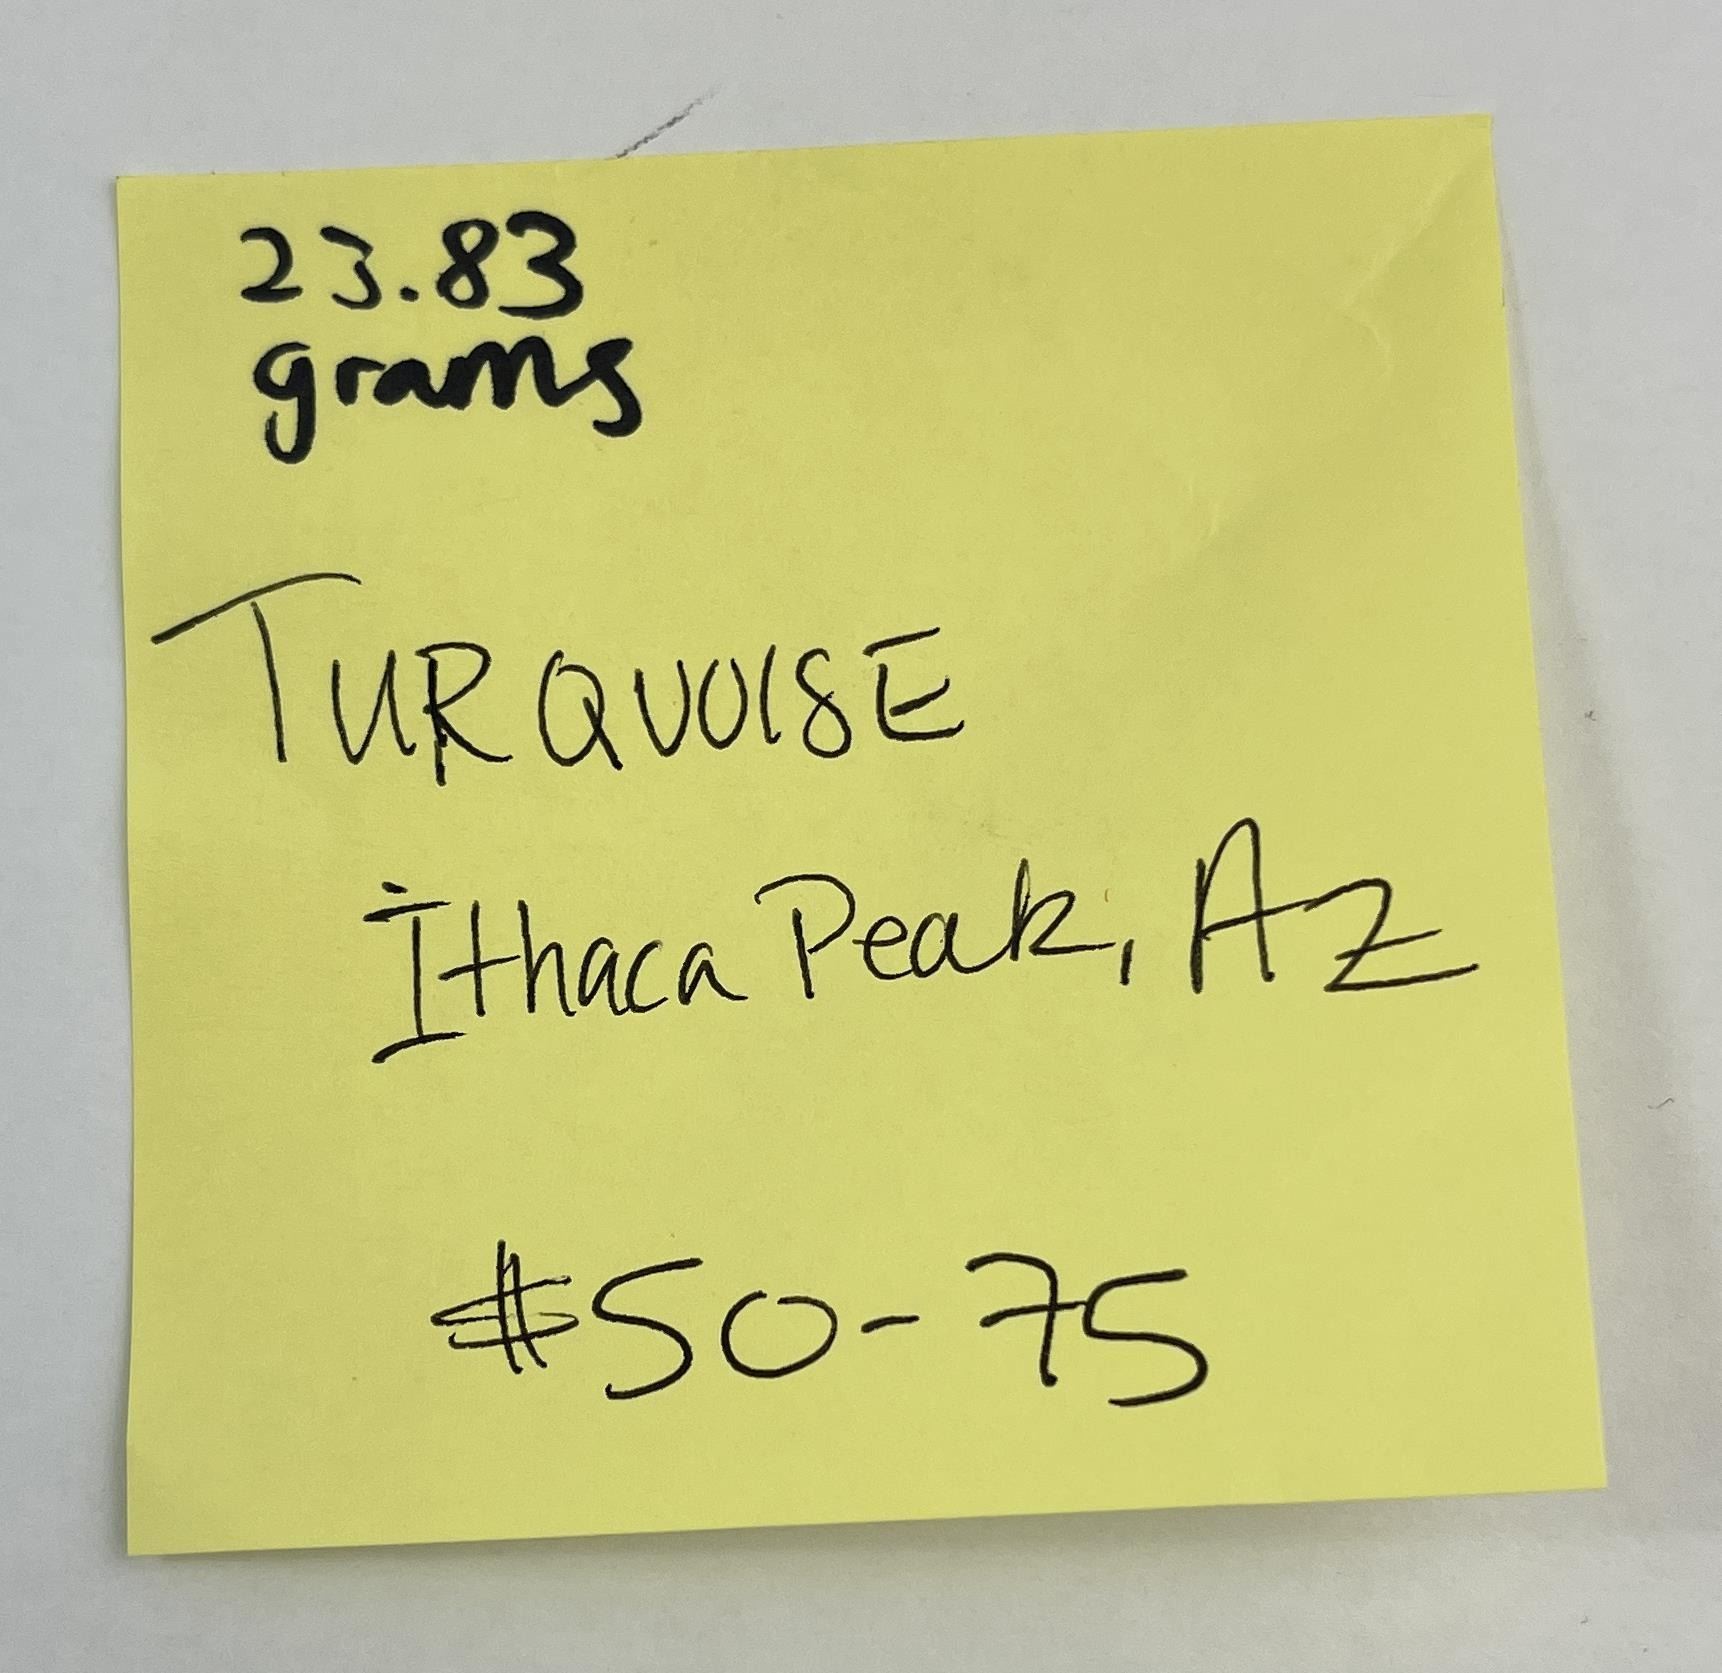 23.83
grams
TURQUOISE
Ithaca Peak, AZ
$50-75